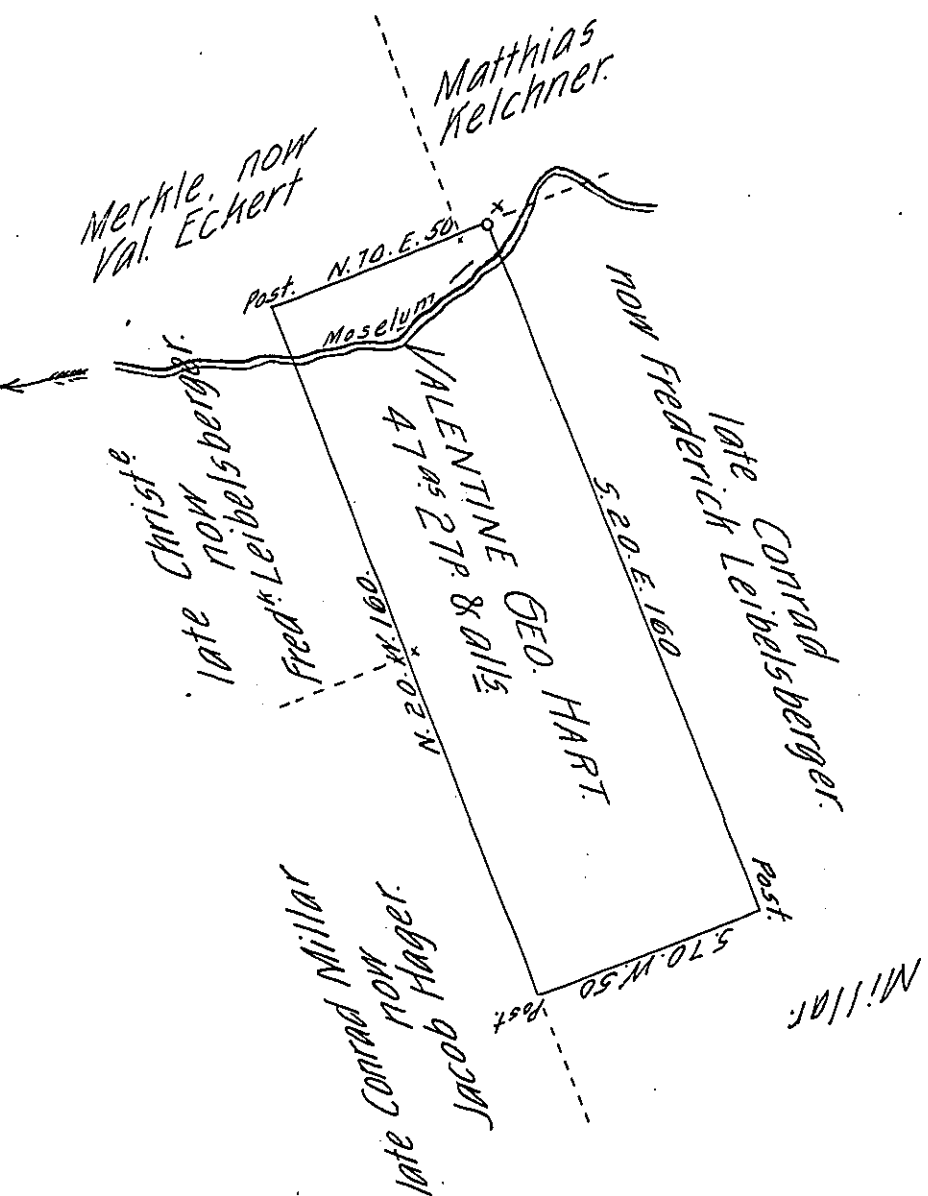 Matthias
Kelchner.
Merkle. now
Val. Eckert
N. 70. E. 50.
x
Post.
Moselum
late Christ.
now
Fred.k Leibelsberger.
VALENTINE GEO. HART.
47 as 27 p. & alls
late Conrad
now Frederick Leibelsberger.
S. 20. E. 160
N. 20. W. 160.
x
Post.
S. 70. W. 50
Post.
Millar.
late Conrad Millar
now
Jacob Hager.